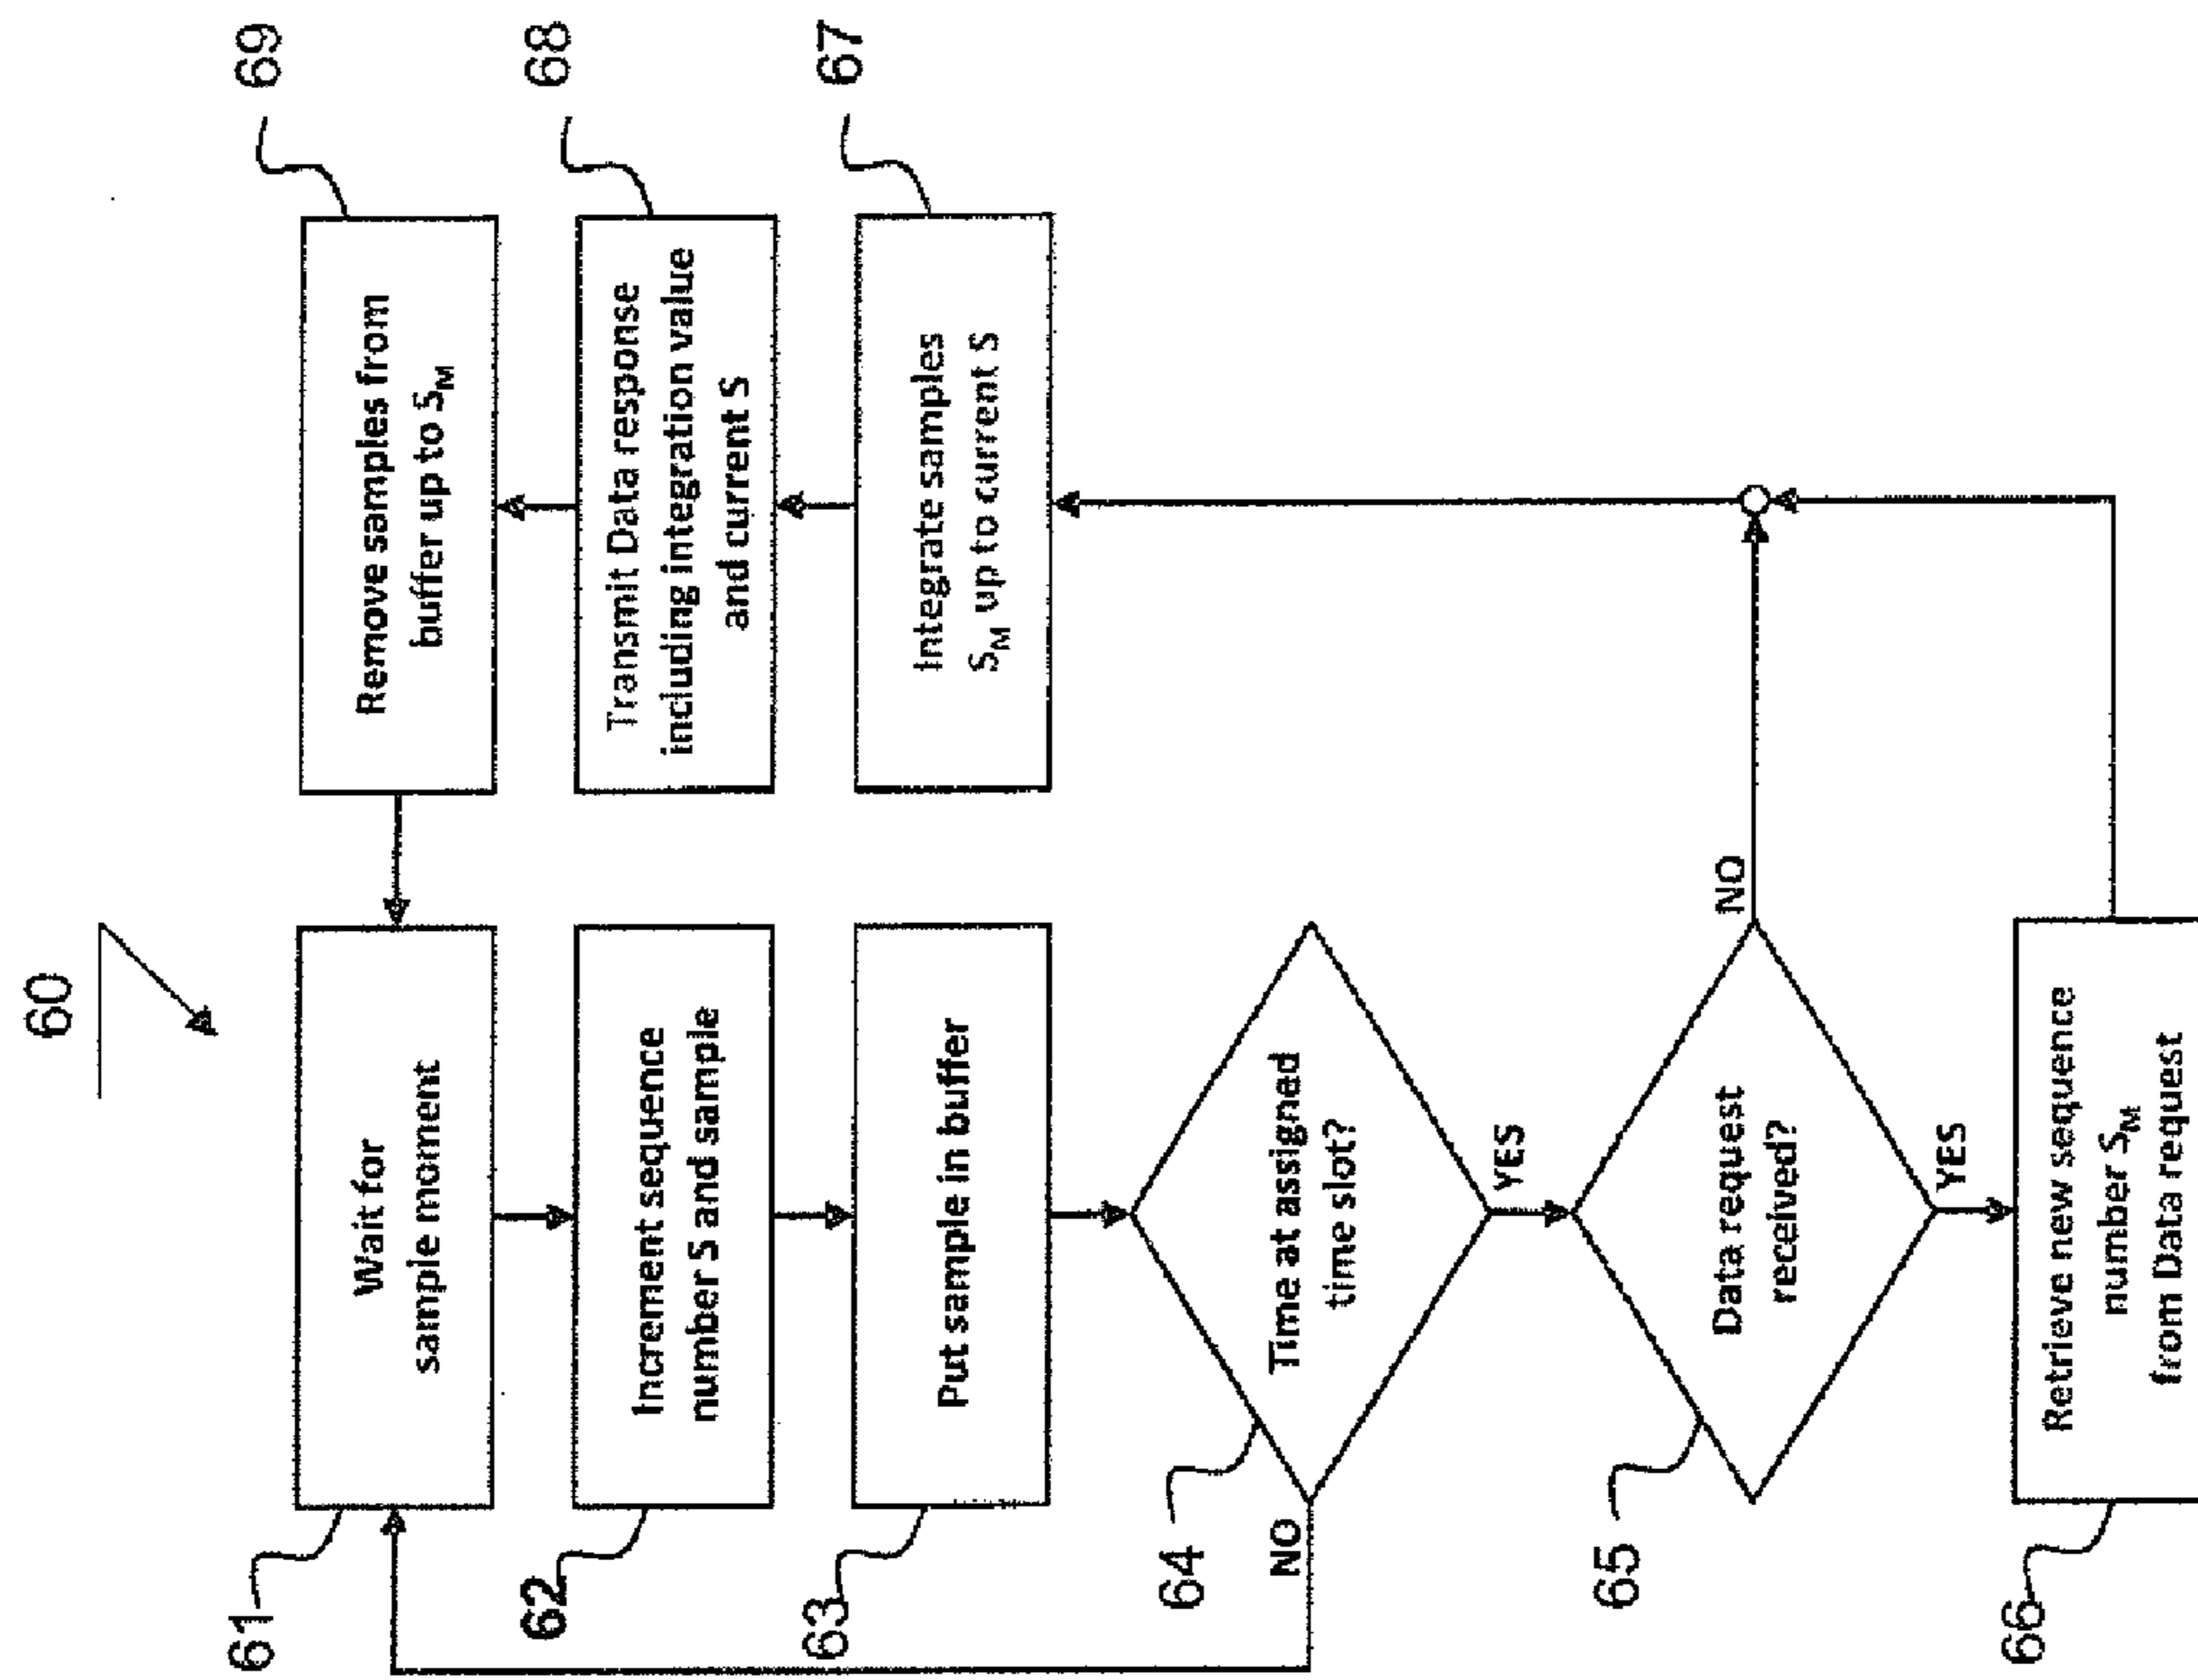 60
61
Wait for
sample moment
62
Increment sequence
number S and sample
63
Put sample in buffer
64
Time at assigned
time slot?
NO
YES
65
Data request
received?
NO
YES
66
Retrieve new sequence
number SM
from Data request
67
Integrate samples
SM up to current S
68
Transmit Data response
including integration value
and current S
69
Remove samples from
buffer up to SM